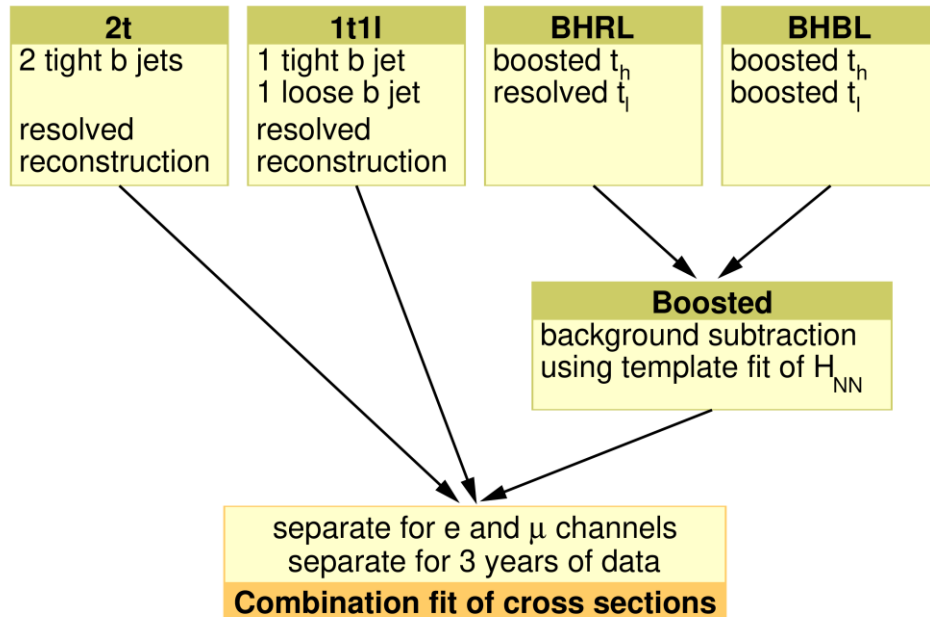 2t
2 tight b jets
resolved
reconstruction
1t1l
1 tight b jet
1 loose b jet
resolved
reconstruction
BHRL
boosted t_h
resolved t_l
BHBL
boosted t_h
boosted t_l
Boosted
background subtraction
using template fit of H_NN
separate for e and μ channels
separate for 3 years of data
Combination fit of cross sections